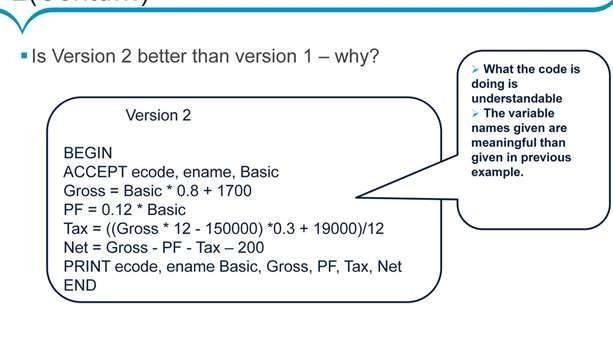 Is Version 2 better than version 1 – why?
Version 2
BEGIN
ACCEPT ecode, ename, Basic
Gross = Basic * 0.8 + 1700
PF = 0.12 * Basic
Tax = ((Gross * 12 - 150000) *0.3 + 19000)/12
Net = Gross - PF - Tax – 200
PRINT ecode, ename Basic, Gross, PF, Tax, Net
END
What the code is
doing is
understandable
The variable
names given are
meaningful than
given in previous
example.